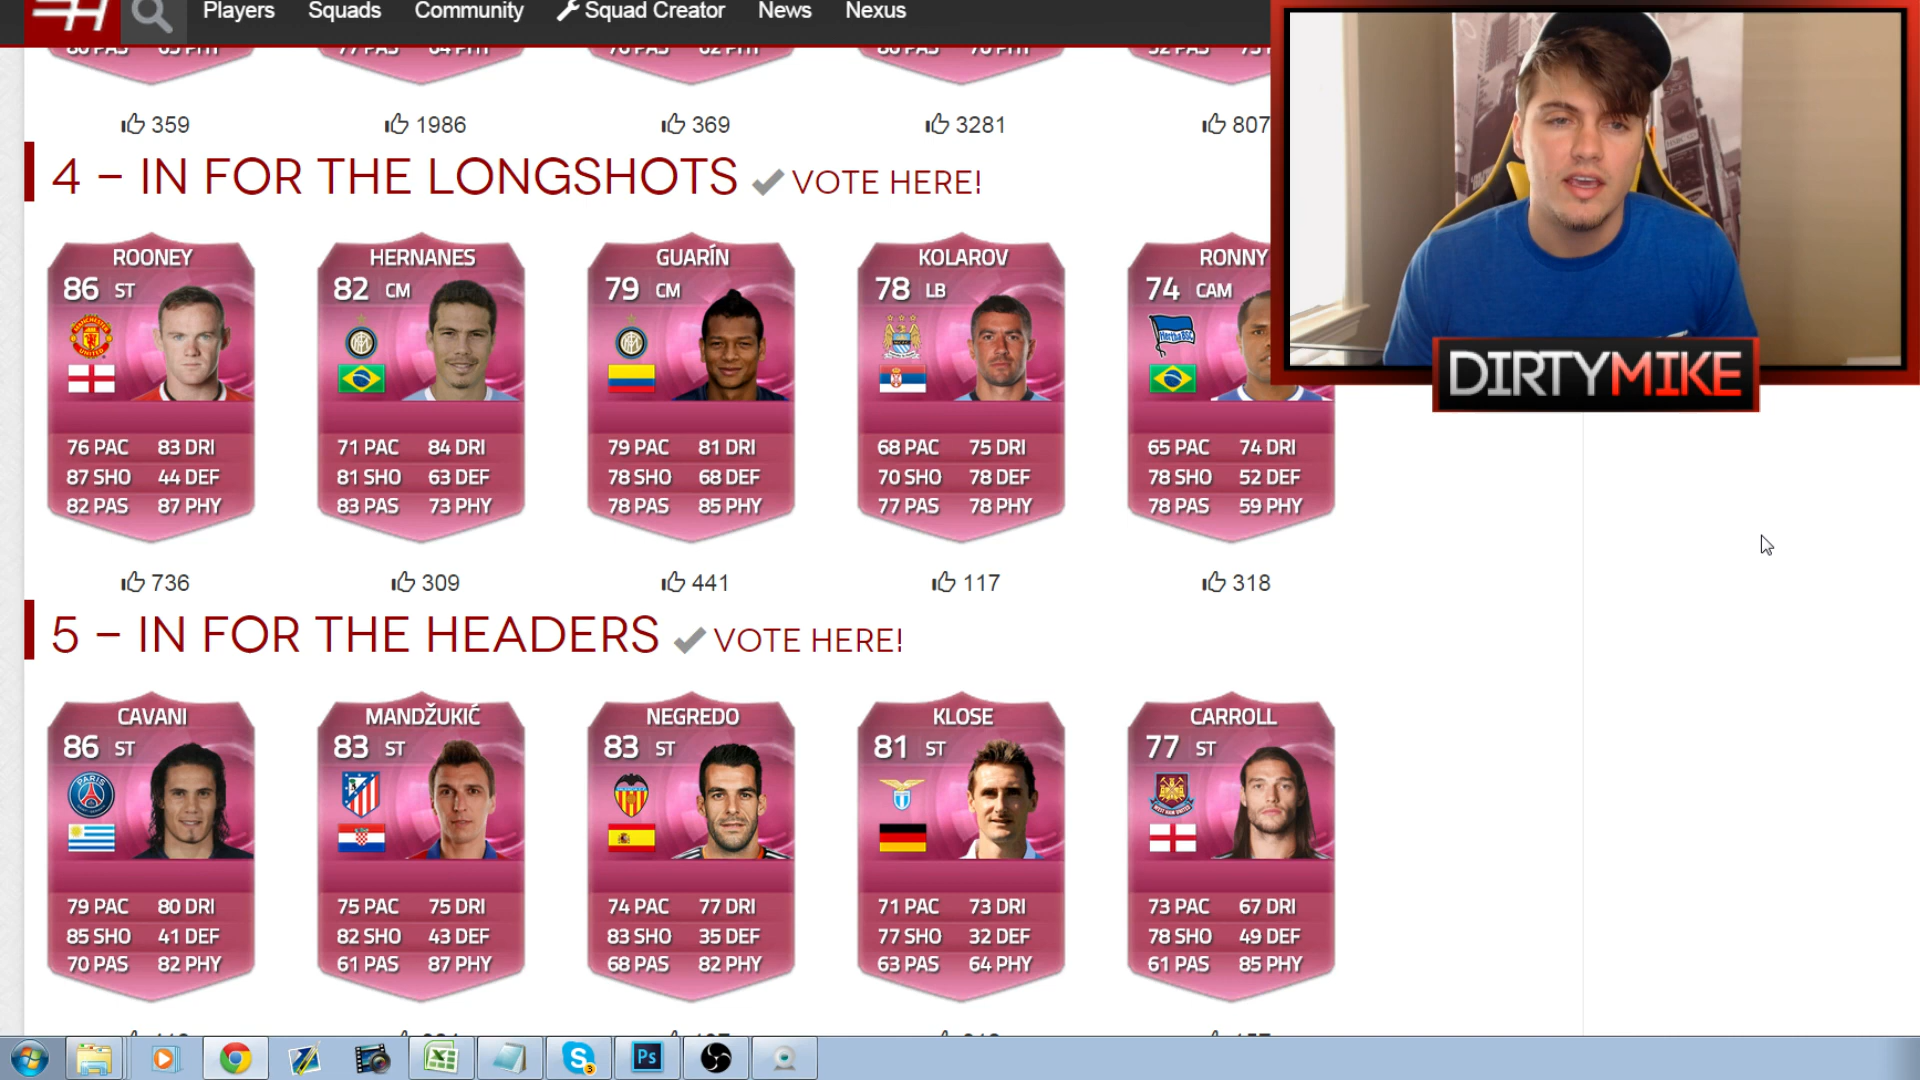 Players Squads Community Squad Creator News Nexus
359 1986 369 3281 807
4 – IN FOR THE LONGSHOTS VOTE HERE!
ROONEY HERNANES GUARÍN KOLAROV RONNY
86 ST 82 CM 79 CM 78 LB 74 CAM
76 PAC 83 DRI 71 PAC 84 DRI 79 PAC 81 DRI 68 PAC 75 DRI 65 PAC 74 DRI
87 SHO 44 DEF 81 SHO 63 DEF 78 SHO 68 DEF 70 SHO 78 DEF 78 SHO 52 DEF
82 PAS 87 PHY 83 PAS 73 PHY 78 PAS 85 PHY 77 PAS 78 PHY 78 PAS 59 PHY
736 309 441 117 318
5 – IN FOR THE HEADERS VOTE HERE!
CAVANI MANDŽUKIĆ NEGREDO KLOSE CARROLL
86 ST 83 ST 83 ST 81 ST 77 ST
79 PAC 80 DRI 75 PAC 75 DRI 74 PAC 77 DRI 71 PAC 73 DRI 73 PAC 67 DRI
85 SHO 41 DEF 82 SHO 43 DEF 83 SHO 35 DEF 77 SHO 32 DEF 78 SHO 49 DEF
70 PAS 82 PHY 61 PAS 87 PHY 68 PAS 82 PHY 63 PAS 64 PHY 61 PAS 85 PHY
DIRTYMIKE
Ps
3